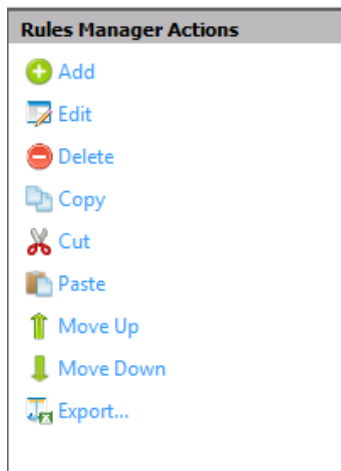 Rules Manager Actions
Add
Edit
Delete
Copy
Cut
Paste
Move Up
Move Down
Export...